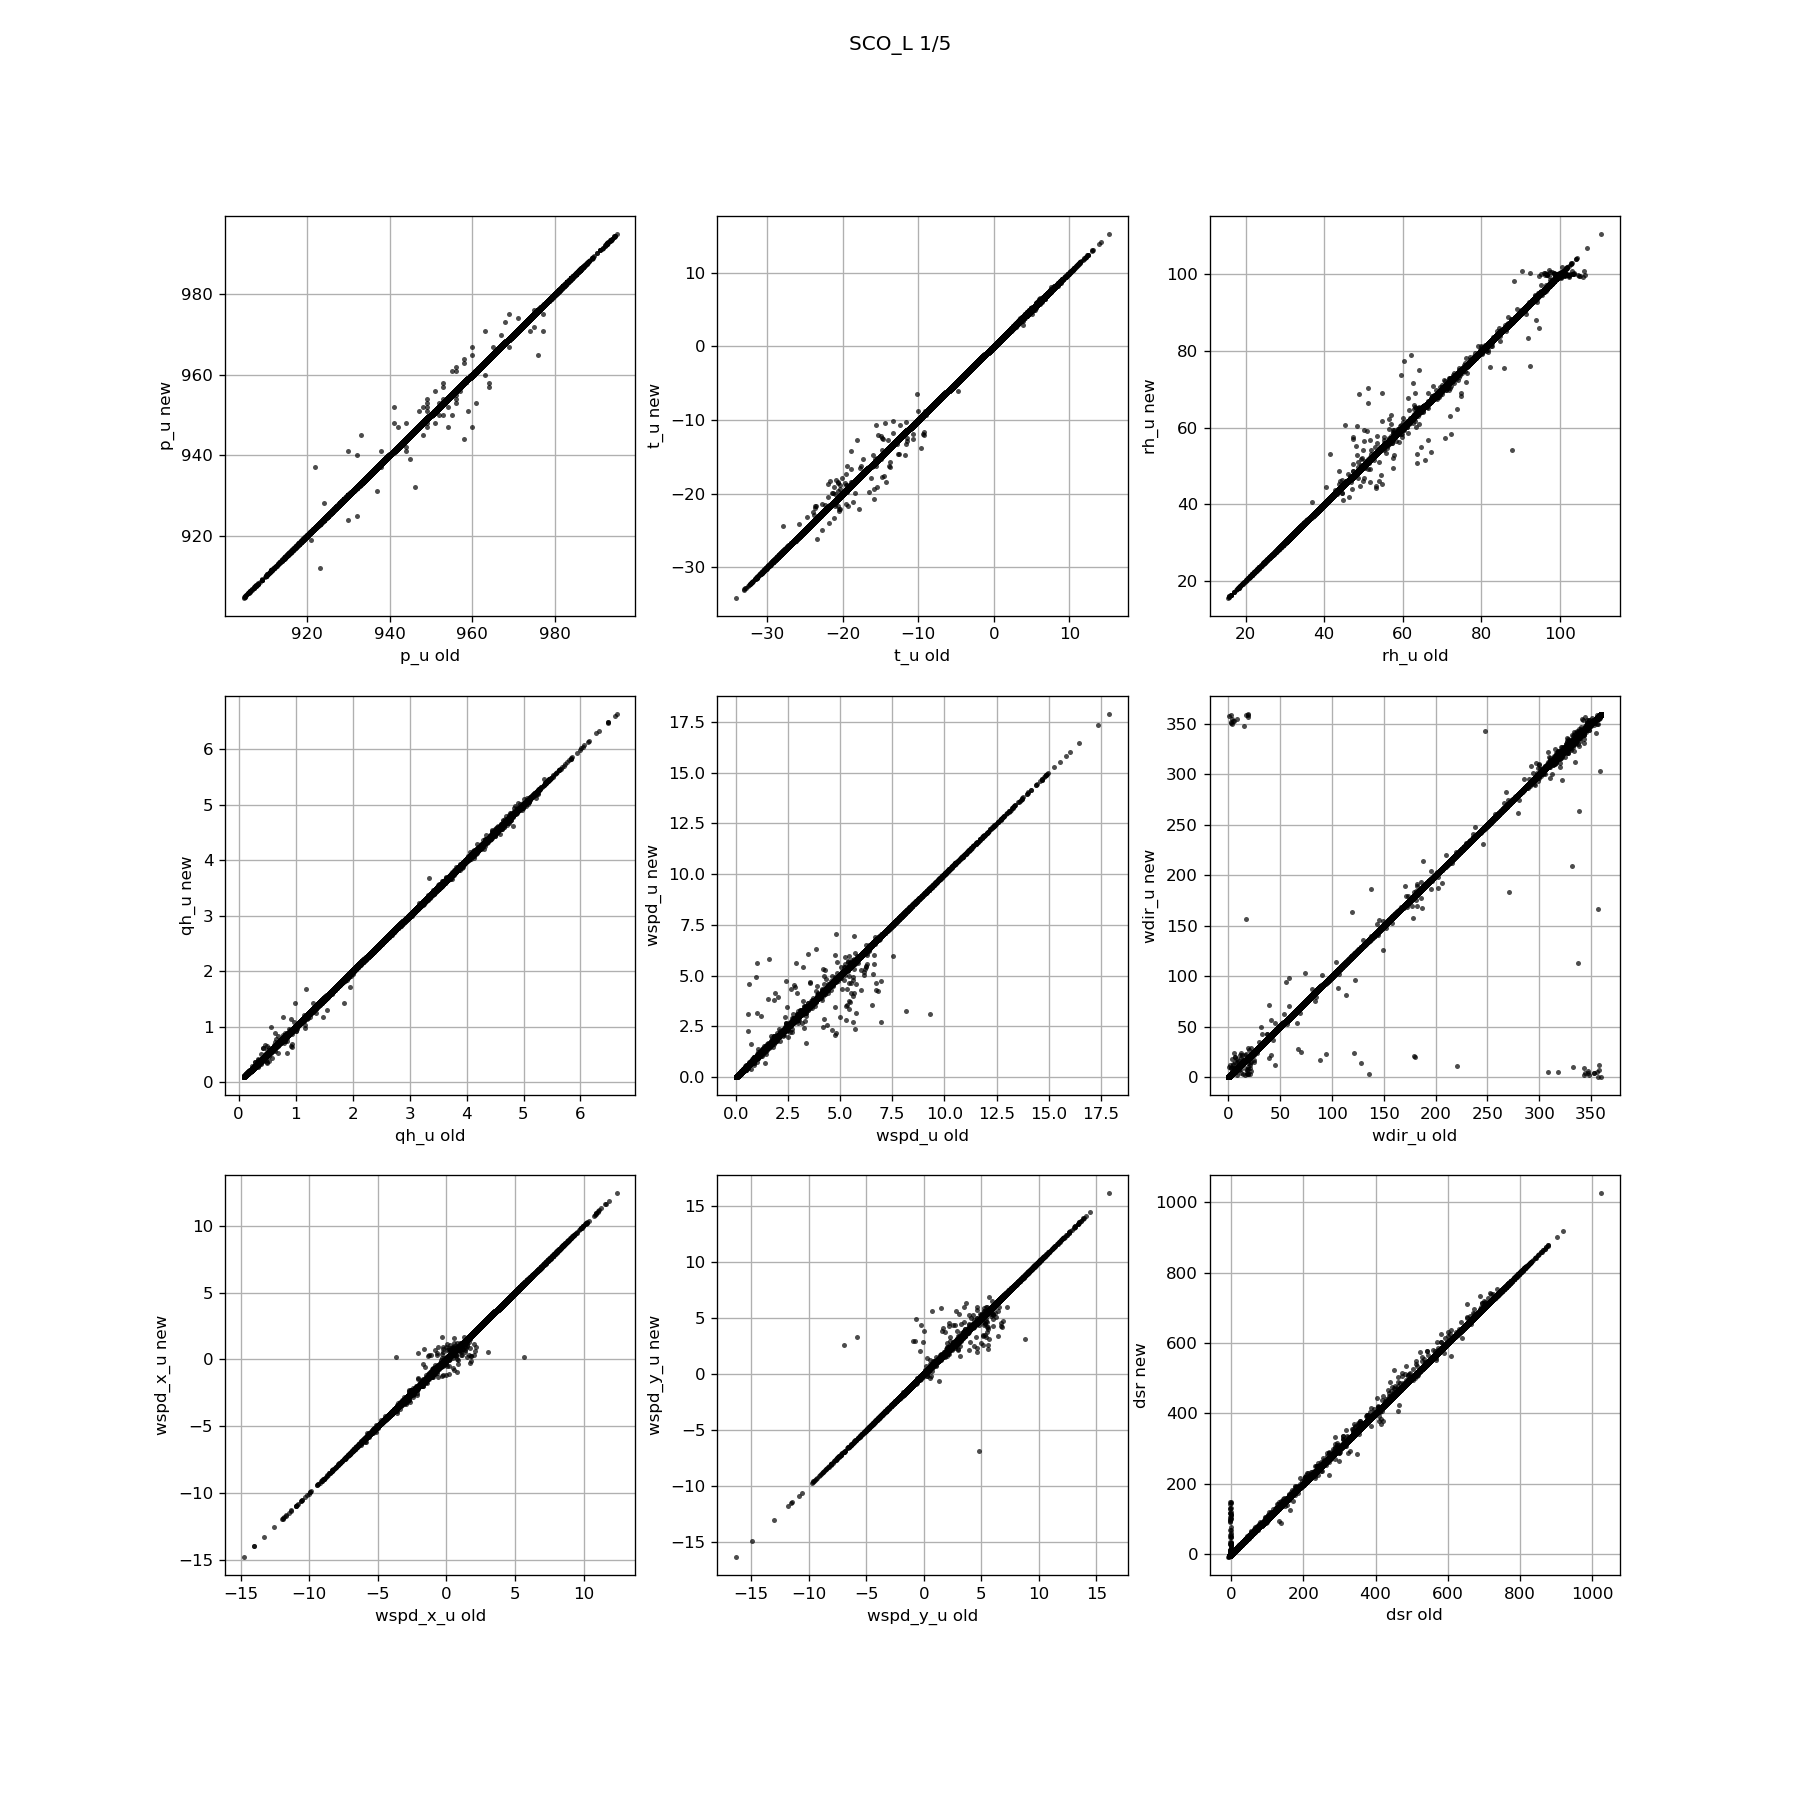 SCO_L 1/5
980
960
940
920
p_u new
920 940 960 980
p_u old
10
0
−10
−20
−30
t_u new
−30 −20 −10 0 10
t_u old
100
80
60
40
20
rh_u new
20 40 60 80 100
rh_u old
6
5
4
3
2
1
0
qh_u new
0 1 2 3 4 5 6
qh_u old
17.5
15.0
12.5
10.0
7.5
5.0
2.5
0.0
wspd_u new
0.0 2.5 5.0 7.5 10.0 12.5 15.0 17.5
wspd_u old
350
300
250
200
150
100
50
0
wdir_u new
0 50 100 150 200 250 300 350
wdir_u old
10
5
0
−5
−10
−15
wspd_x_u new
−15 −10 −5 0 5 10
wspd_x_u old
15
10
5
0
−5
−10
−15
wspd_y_u new
−15 −10 −5 0 5 10 15
wspd_y_u old
1000
800
600
400
200
0
dsr new
0 200 400 600 800 1000
dsr old